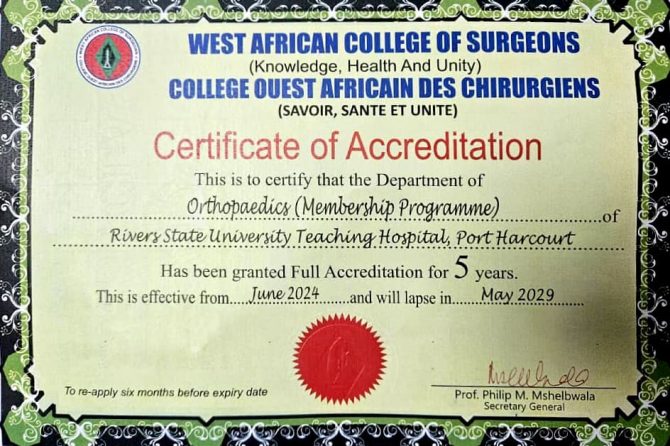 WEST AFRICAN COLLEGE OF SURGEONS
(Knowledge, Health And Unity)
COLLEGE OUEST AFRICAIN DES CHIRURGIENS
(SAVOIR, SANTE ET UNITE)
Certificate of Accreditation
This is to certify that the Department of
Orthopaedics (Membership Programme) of
Rivers State University Teaching Hospital, Port Harcourt
Has been granted Full Accreditation for 5 years.
This is effective from June 2024 and will lapse in May 2029
To re-apply six months before expiry date
Prof. Philip M. Mshelbwala
Secretary General